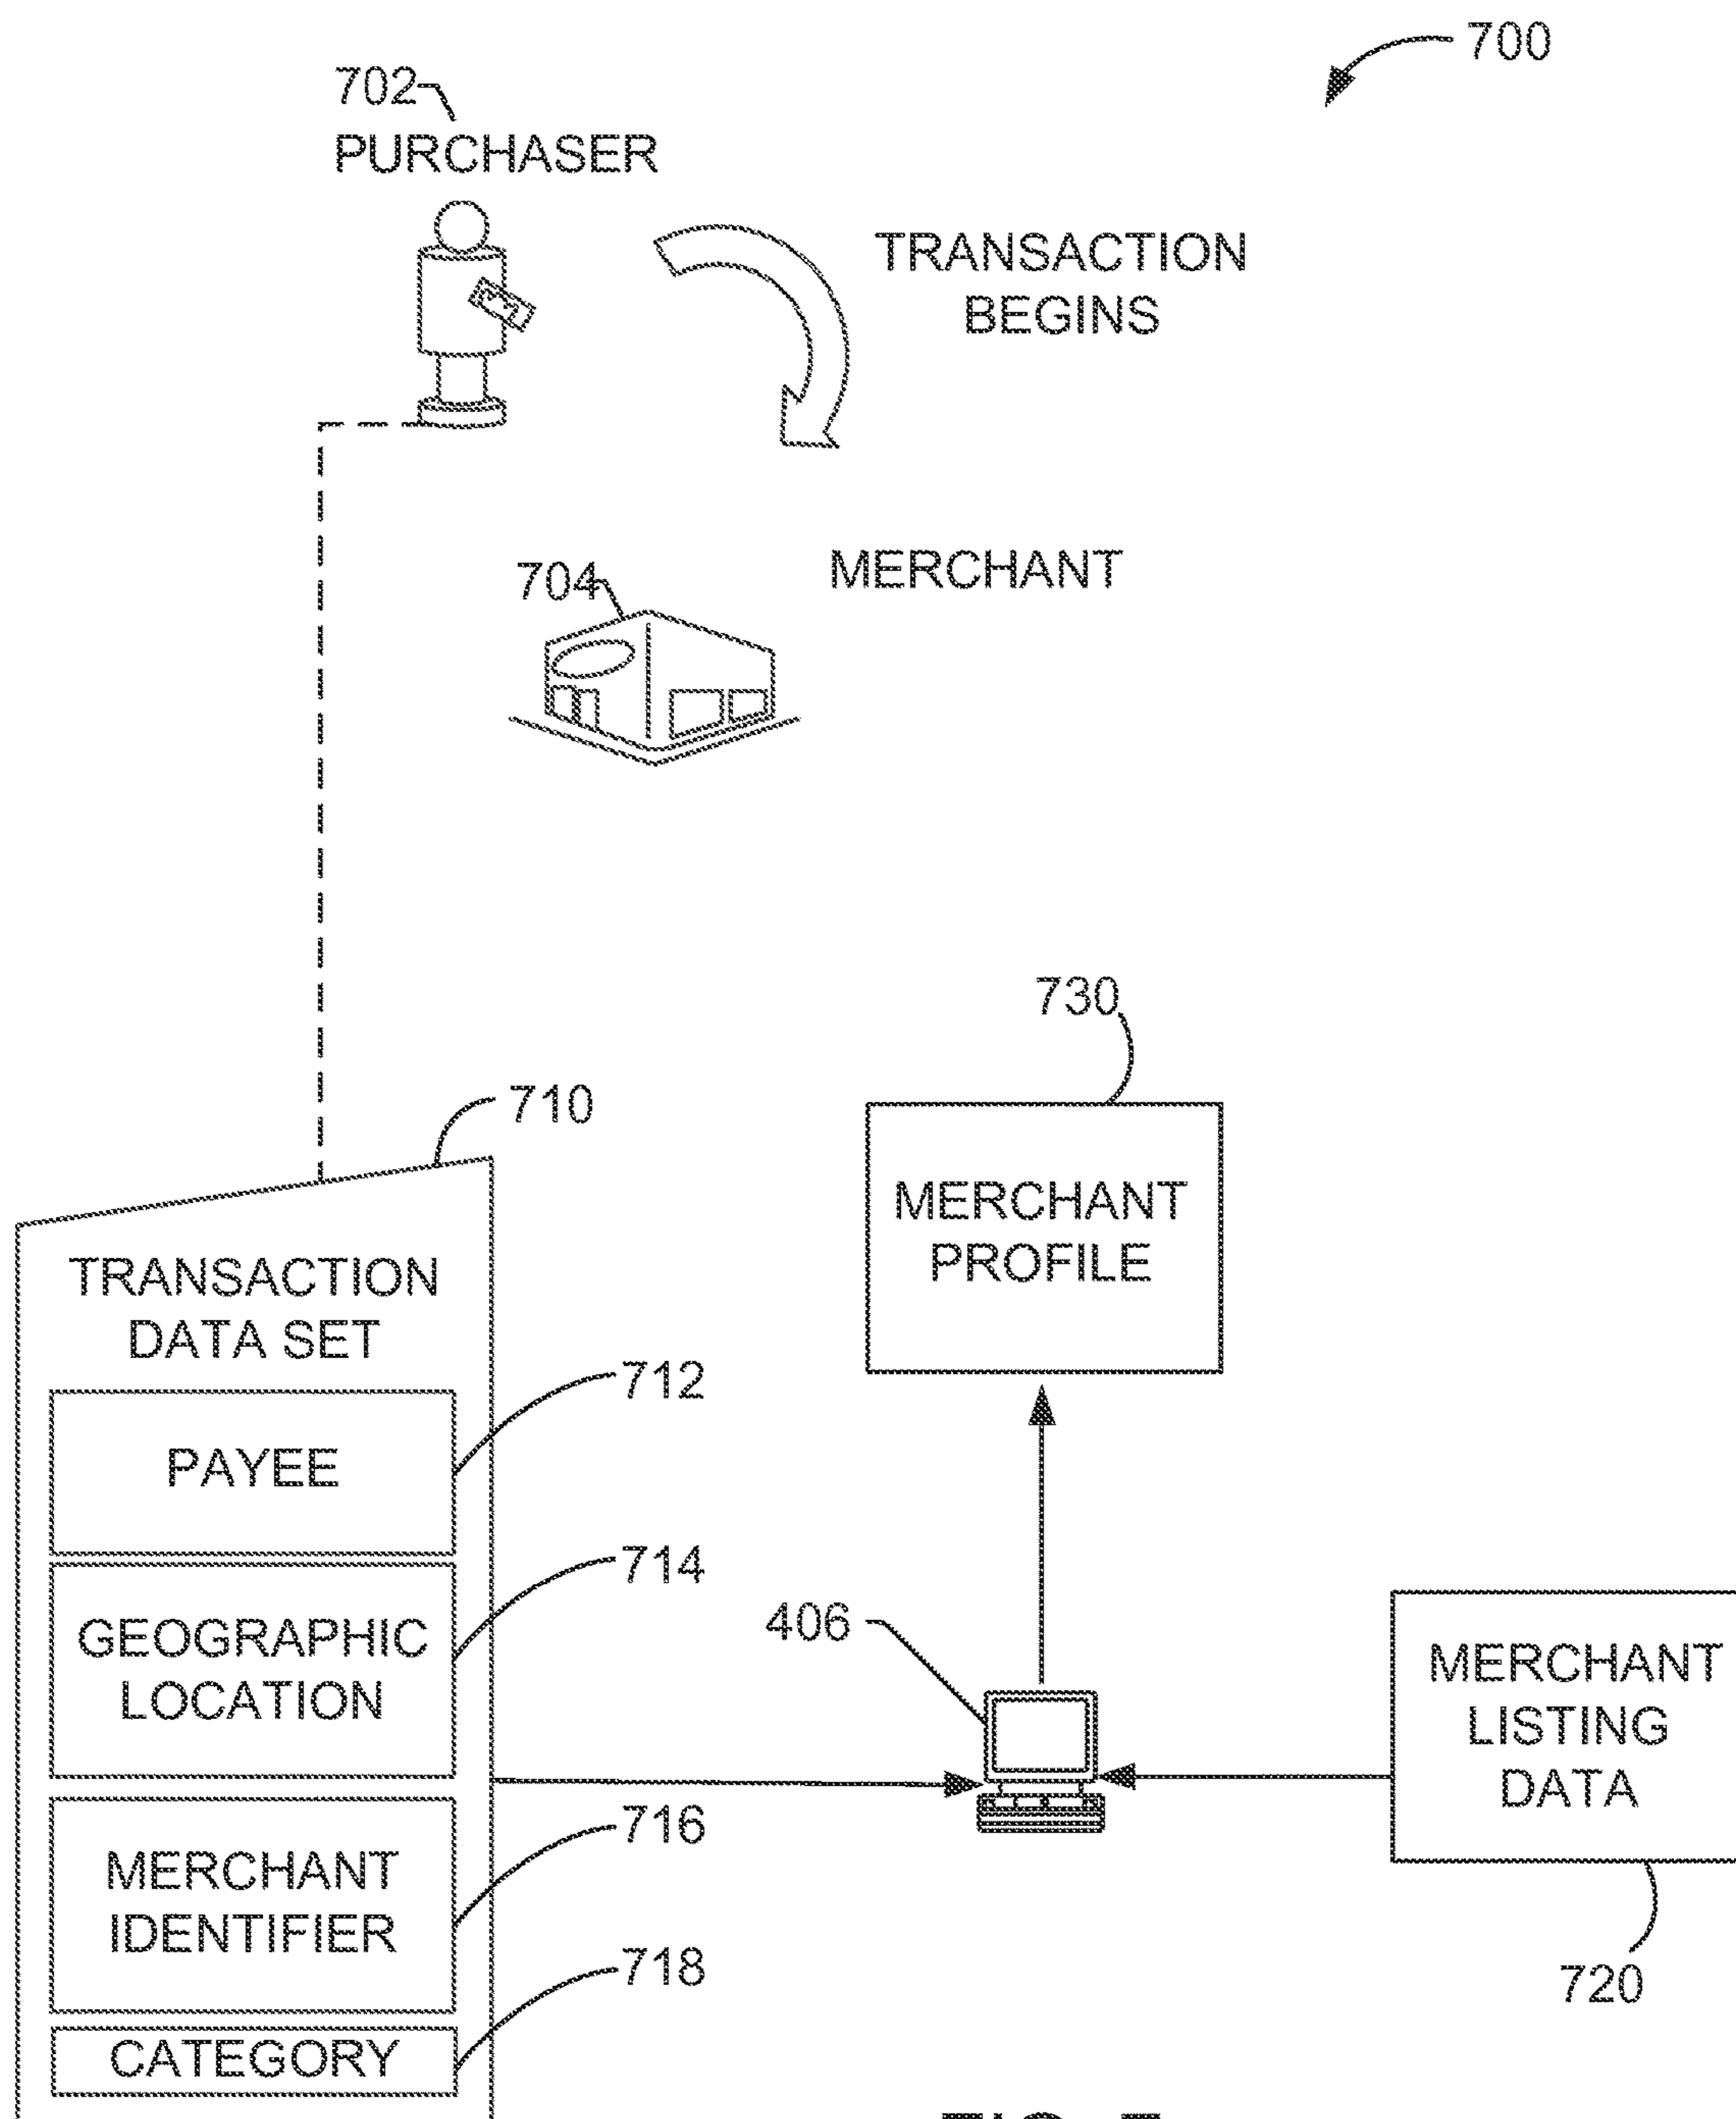 700
702
PURCHASER
TRANSACTION
BEGINS
MERCHANT
704
730
710
MERCHANT
PROFILE
TRANSACTION
DATA SET
712
PAYEE
714
GEOGRAPHIC
LOCATION
406
MERCHANT
LISTING
DATA
716
MERCHANT
IDENTIFIER
718
720
CATEGORY